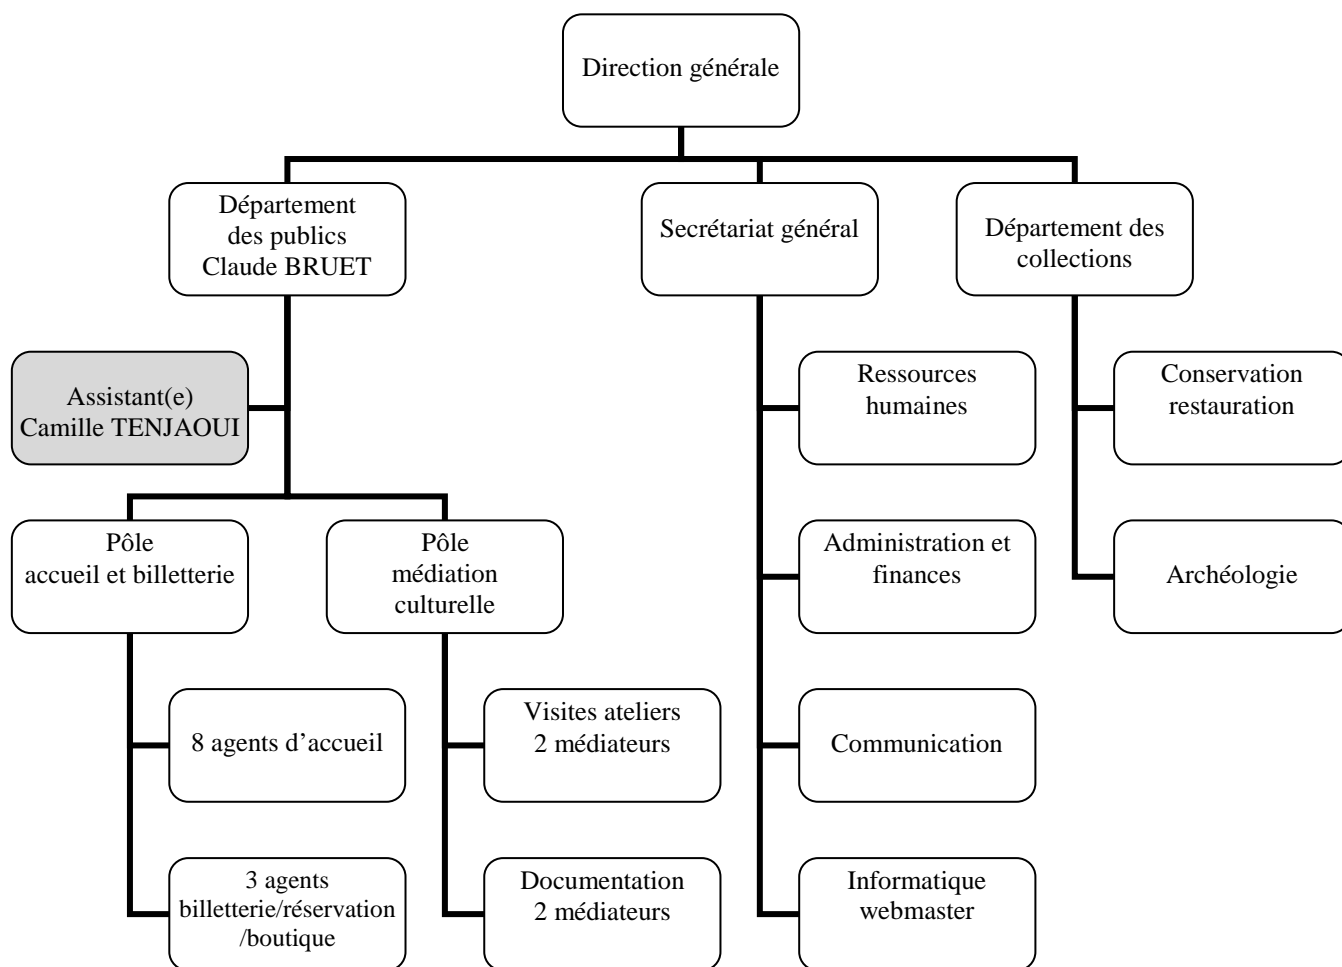 Direction générale
Département
des publics
Claude BRUET
Secrétariat général
Département des
collections
Assistant(e)
Camille TENJAOUI
Ressources
humaines
Conservation
restauration
Pôle
accueil et billetterie
Pôle
médiation
culturelle
Administration et
finances
Archéologie
8 agents d’accueil
Visites ateliers
2 médiateurs
Communication
3 agents
billetterie/réservation
/boutique
Documentation
2 médiateurs
Informatique
webmaster